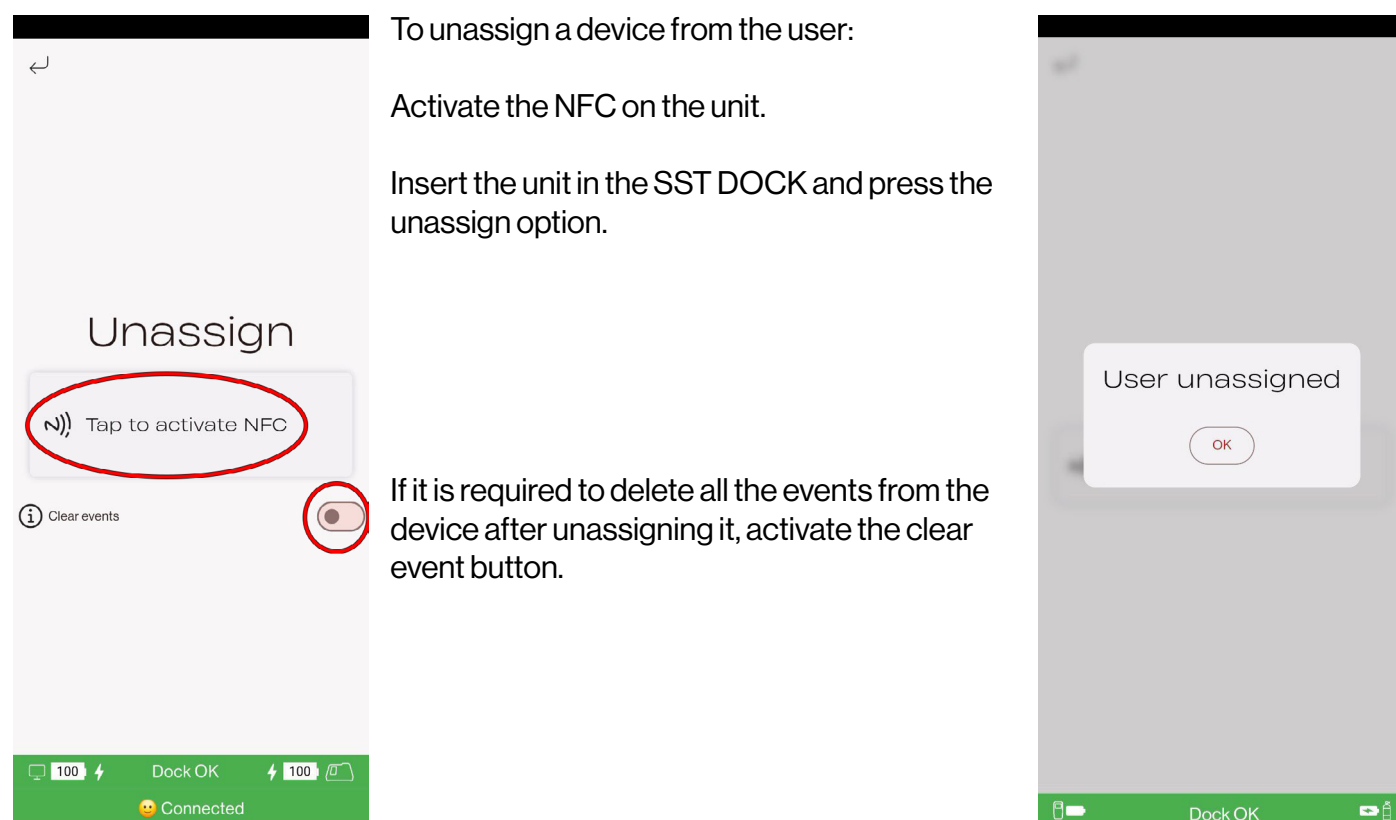 To unassign a device from the user:
Activate the NFC on the unit.
Insert the unit in the SST DOCK and press the
unassign option.
Unassign
Tap to activate NFC
Clear events
If it is required to delete all the events from the
device after unassigning it, activate the clear
event button.
100 Dock OK 100
Connected
User unassigned
OK
Dock OK